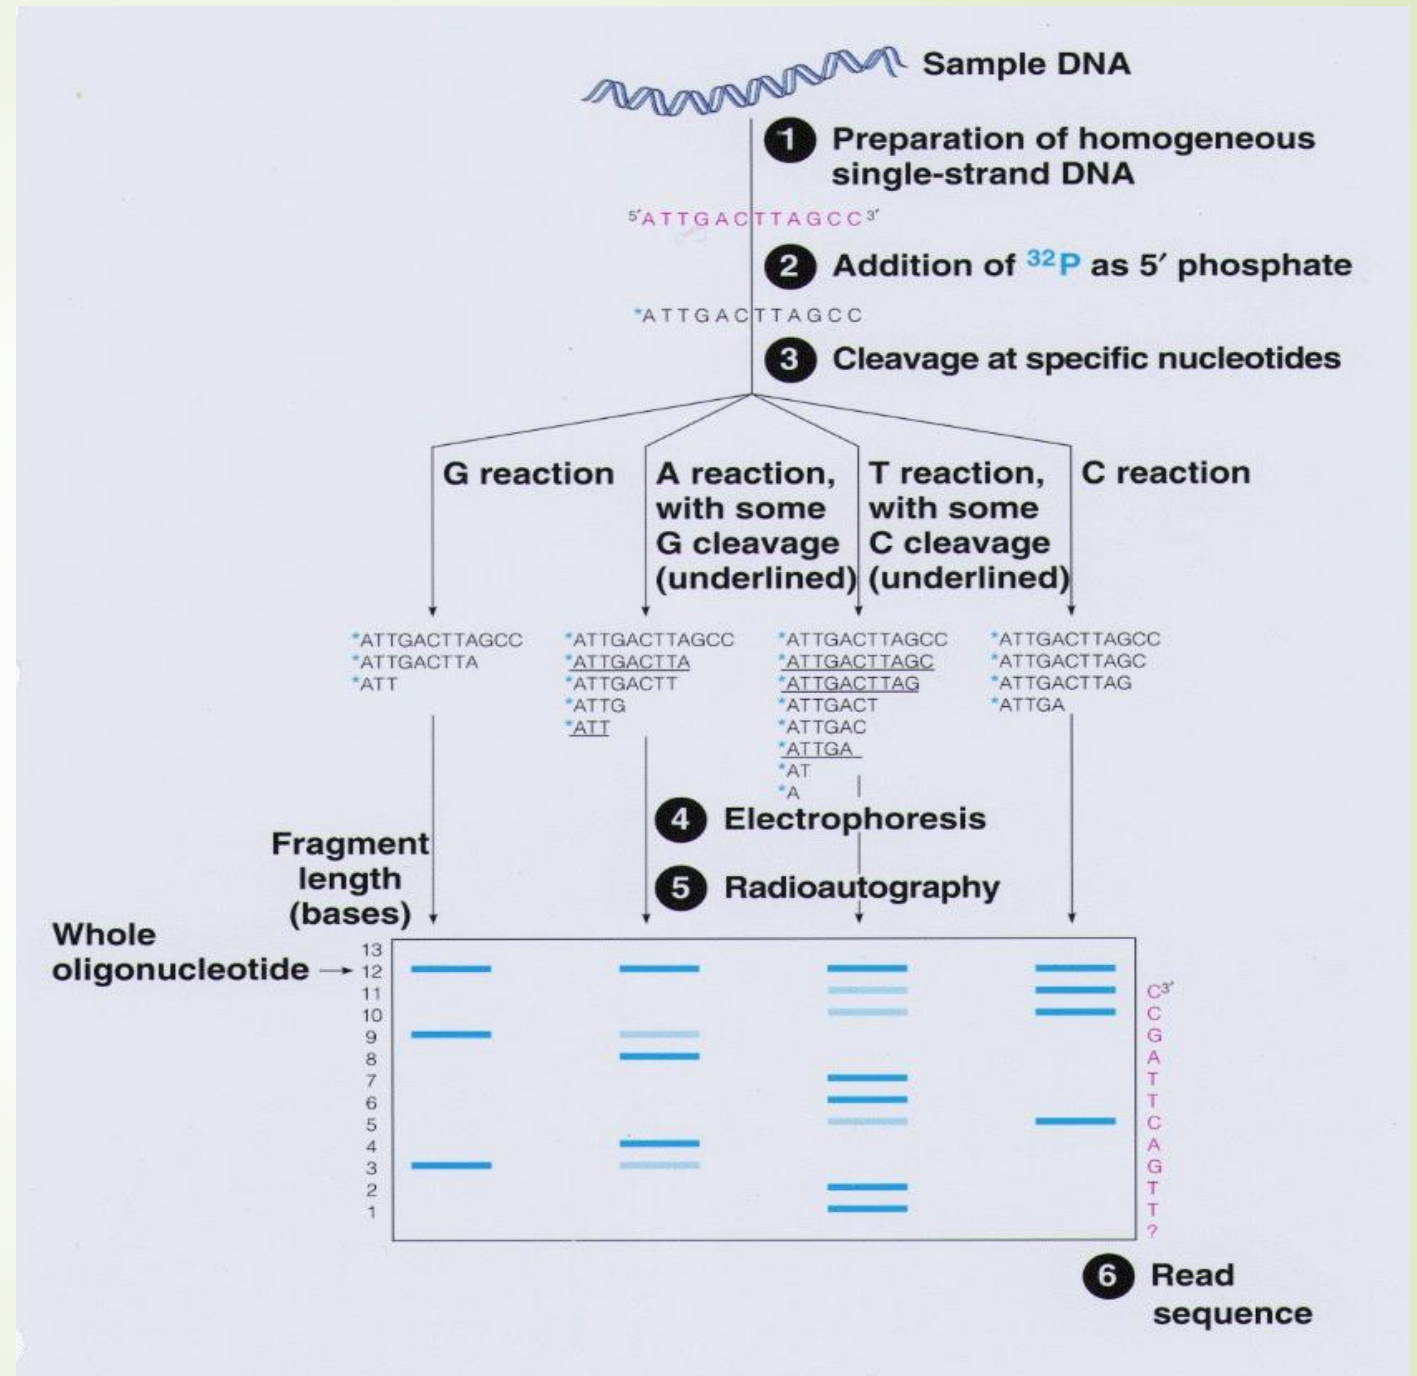 Sample DNA
1 Preparation of homogeneous
single-strand DNA
5′ATTGACTTAGCC3′
2 Addition of 32P as 5′ phosphate
*ATTGACTTAGCC
3 Cleavage at specific nucleotides
G reaction
A reaction,
with some
G cleavage
(underlined)
T reaction,
with some
C cleavage
(underlined)
C reaction
*ATTGACTTAGCC
*ATTGACTTA
*ATT
*ATTGACTTAGCC
*ATTGACTTA
*ATTGACTT
*ATTG
*ATT
*ATTGACTTAGCC
*ATTGACTTAGC
*ATTGACTTAG
*ATTGACT
*ATTGAC
*ATTGA
*AT
*A
*ATTGACTTAGCC
*ATTGACTTAGC
*ATTGACTTAG
*ATTGA
4 Electrophoresis
5 Radioautography
Fragment
length
(bases)
Whole
oligonucleotide
13
12
11
10
9
8
7
6
5
4
3
2
1
C3′
C
G
A
T
T
C
A
G
T
T
?
6 Read
sequence